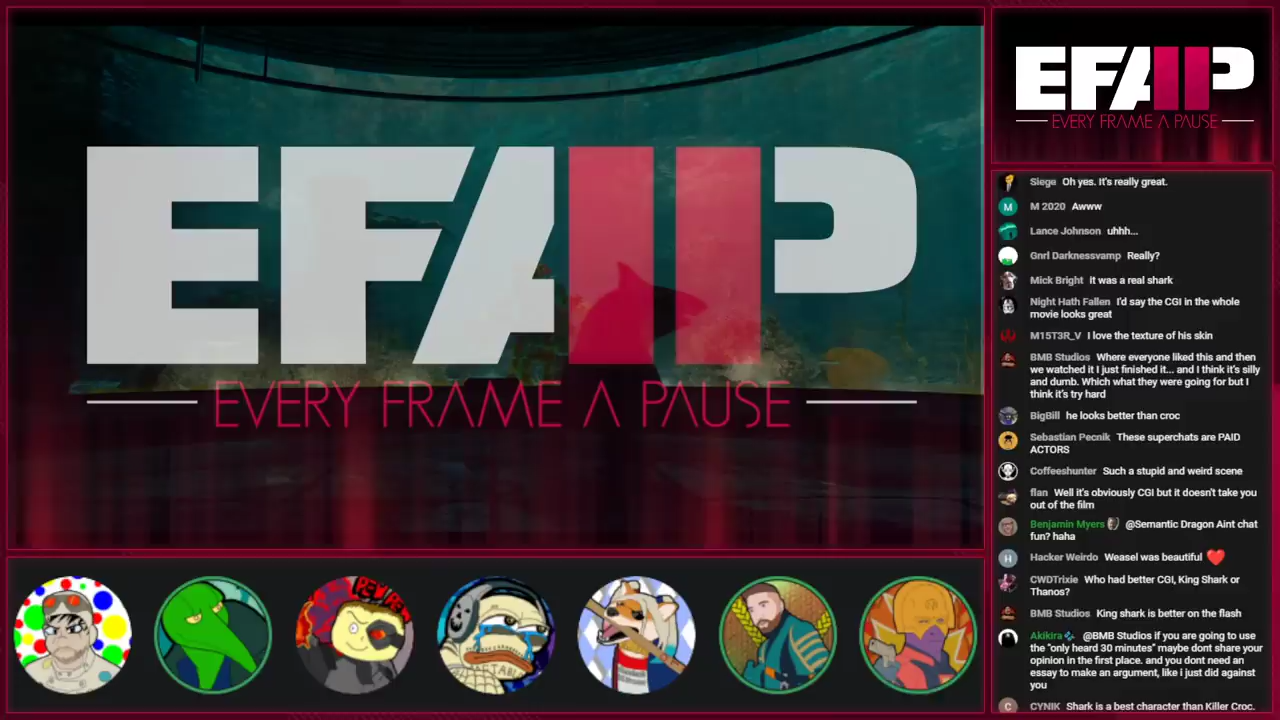 EFAP
EVERY FRAME A PAUSE
EFAP
EVERY FRAME A PAUSE
Siege Oh yes. It's really great.
M 2020 Awww
Lance Johnson uhhh...
Gnrl Darknessvamp Really?
Mick Bright it was a real shark
Night Hath Fallen I'd say the CGI in the whole
movie looks great
M15T3R_V I love the texture of his skin
BMB Studios Where everyone liked this and then
we watched it I just finished it... and I think it's silly
and dumb. Which what they were going for but I
think it's try hard
BigBill he looks better than croc
Sebastian Pecnik These superchats are PAID
ACTORS
Coffeeshunter Such a stupid and weird scene
flan Well it's obviously CGI but it doesn't take you
out of the film
Benjamin Myers @Semantic Dragon Aint chat
fun? haha
Hacker Weirdo Weasel was beautiful ❤️
CWDTrixie Who had better CGI, King Shark or
Thanos?
BMB Studios King shark is better on the flash
Akikira @BMB Studios if you are going to use
the "only heard 30 minutes" maybe dont share your
opinion in the first place. and you dont need an
essay to make an argument, like i just did against
you
CYNIK Shark is a best character than Killer Croc.